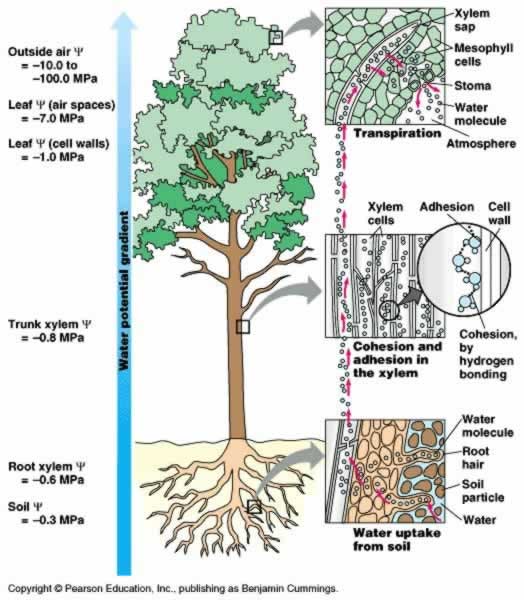 Outside air Ψ
= –10.0 to
–100.0 MPa
Leaf Ψ (air spaces)
= –7.0 MPa
Leaf Ψ (cell walls)
= –1.0 MPa
Trunk xylem Ψ
= –0.8 MPa
Root xylem Ψ
= –0.6 MPa
Soil Ψ
= –0.3 MPa
Water potential gradient
Xylem
sap
Mesophyll
cells
Stoma
Water
molecule
Atmosphere
Transpiration
Xylem
cells
Adhesion
Cell
wall
Cohesion,
by
hydrogen
bonding
Cohesion and
adhesion in
the xylem
Water
molecule
Root
hair
Soil
particle
Water
Water uptake
from soil
Copyright © Pearson Education, Inc., publishing as Benjamin Cummings.